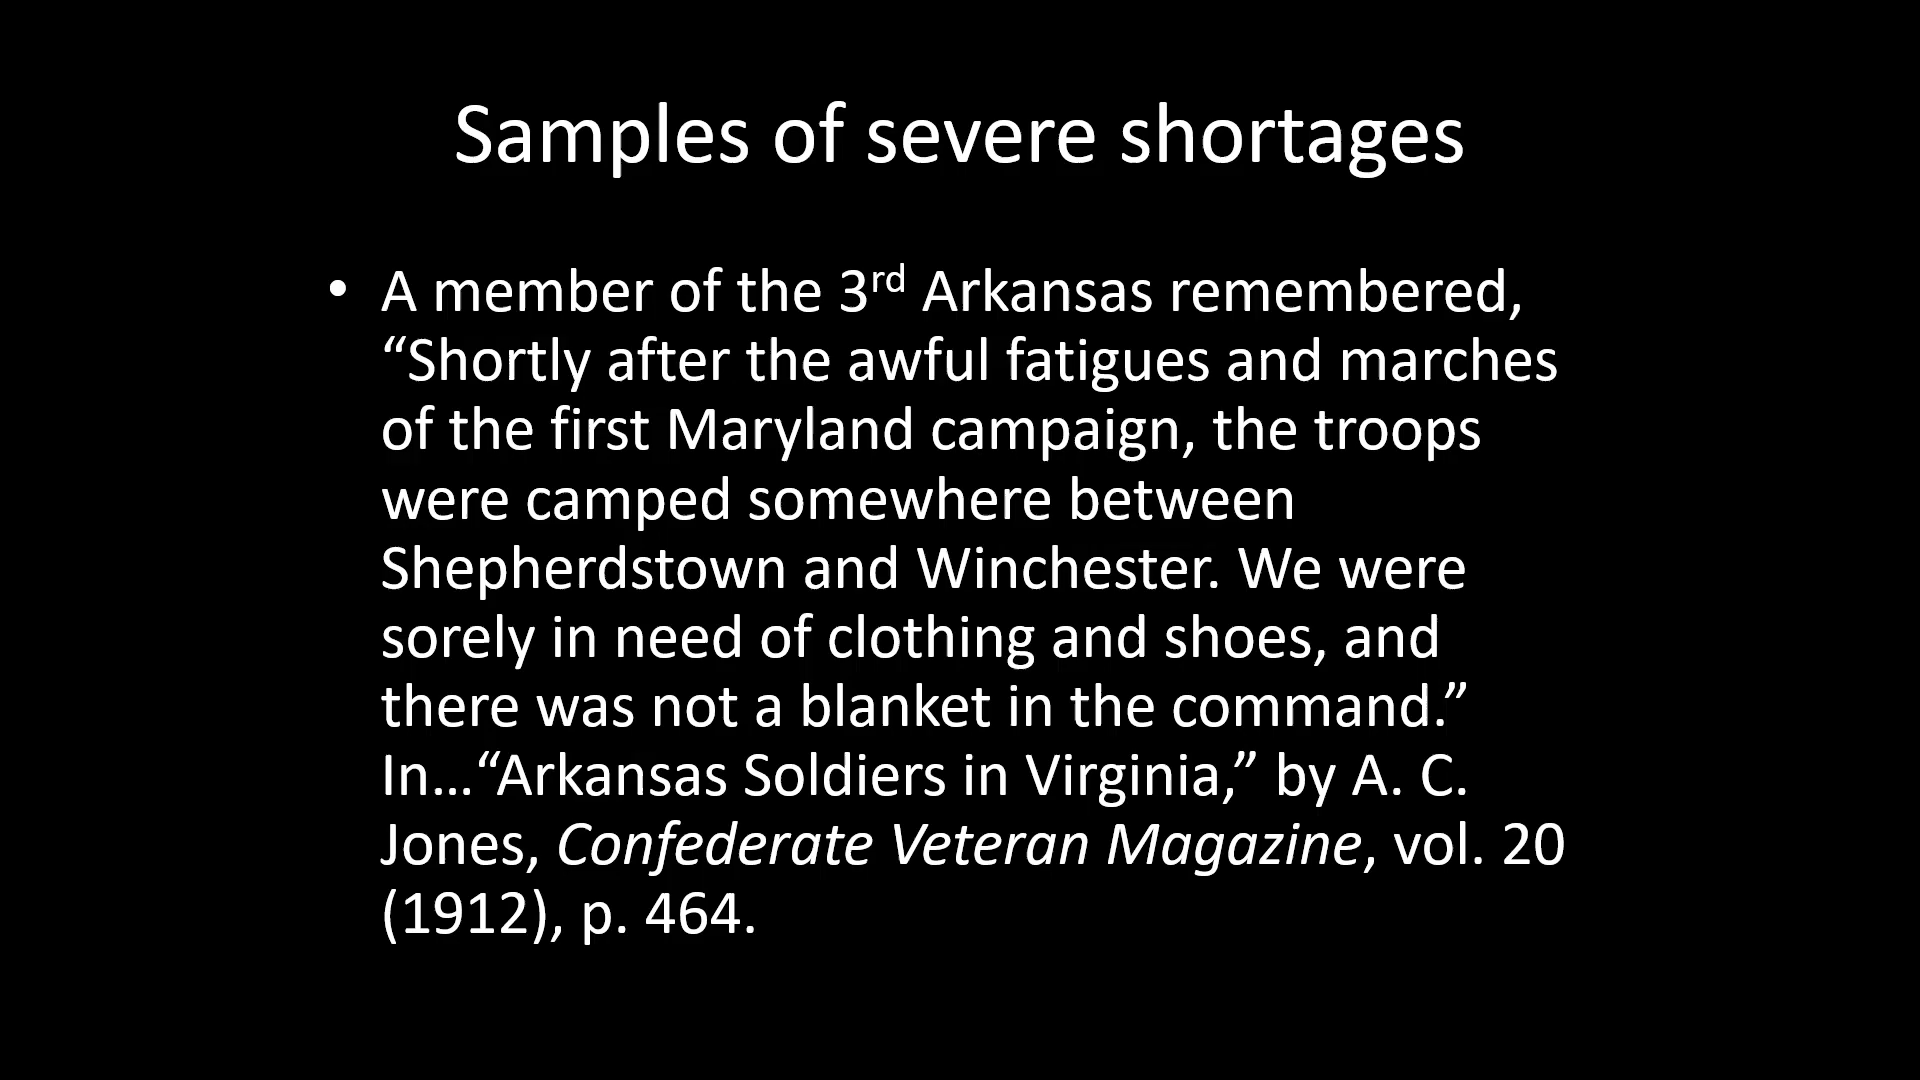 Samples of severe shortages
• A member of the 3rd Arkansas remembered,
“Shortly after the awful fatigues and marches
of the first Maryland campaign, the troops
were camped somewhere between
Shepherdstown and Winchester. We were
sorely in need of clothing and shoes, and
there was not a blanket in the command.”
In…“Arkansas Soldiers in Virginia,” by A. C.
Jones, Confederate Veteran Magazine, vol. 20
(1912), p. 464.